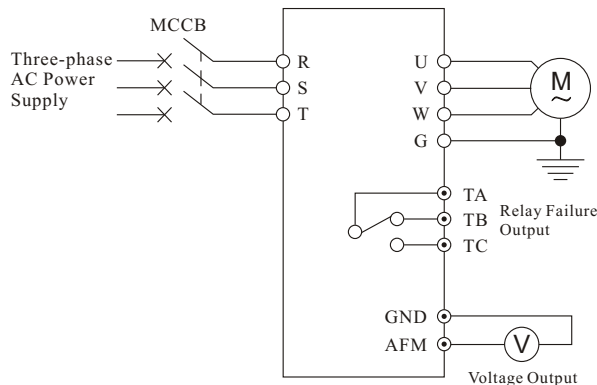 MCCB
Three-phase
AC Power
Supply
R
S
T
U
V
W
G
M
~
TA
TB
TC
Relay Failure
Output
GND
AFM
V
Voltage Output